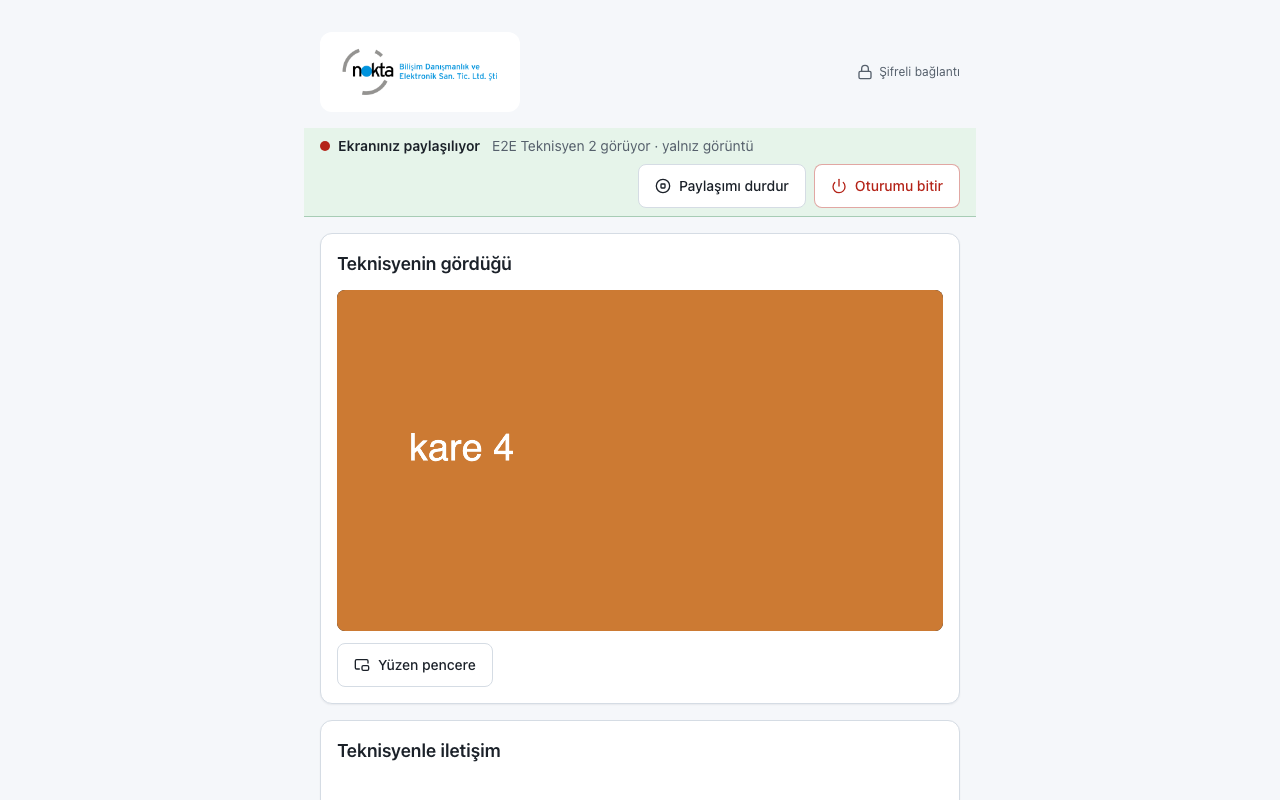 nokta Bilişim Danışmanlık ve
Elektronik San. Tic. Ltd. Şti
Şifreli bağlantı
Ekranınız paylaşılıyor E2E Teknisyen 2 görüyor · yalnız görüntü
Paylaşımı durdur
Oturumu bitir
Teknisyenin gördüğü
kare 4
Yüzen pencere
Teknisyenle iletişim